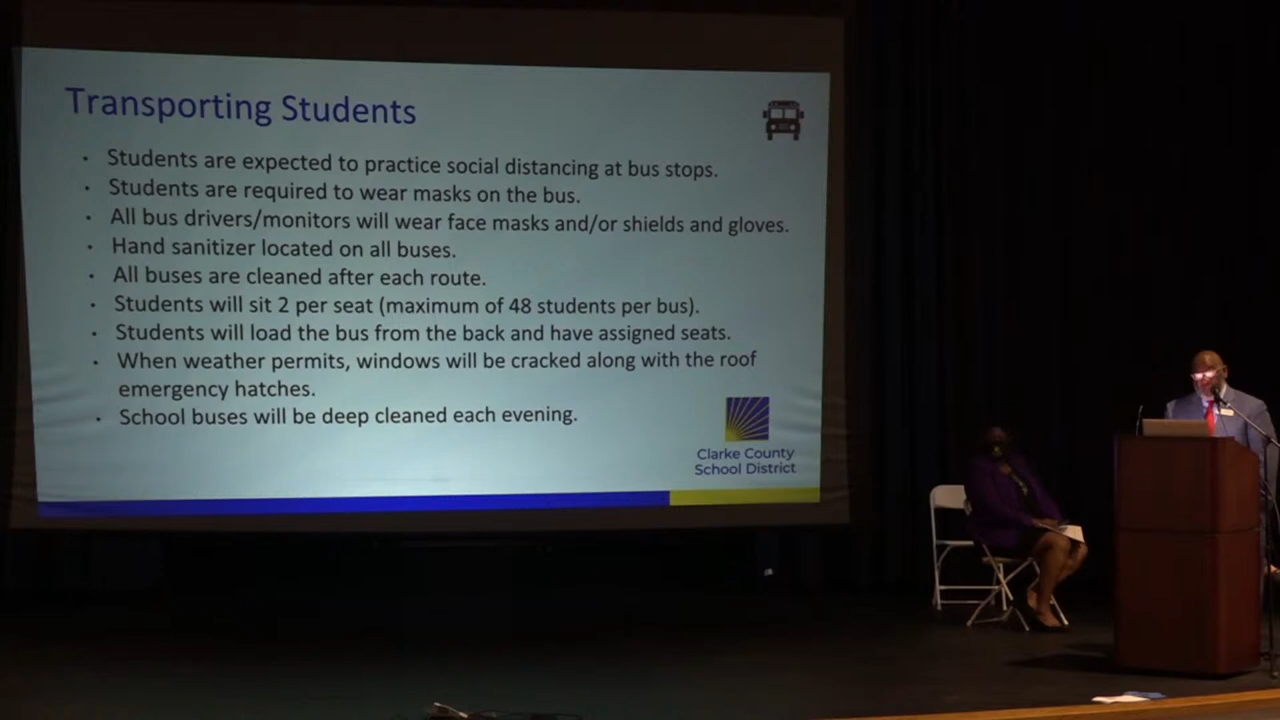 Transporting Students
• Students are expected to practice social distancing at bus stops.
• Students are required to wear masks on the bus.
• All bus drivers/monitors will wear face masks and/or shields and gloves.
• Hand sanitizer located on all buses.
• All buses are cleaned after each route.
• Students will sit 2 per seat (maximum of 48 students per bus).
• Students will load the bus from the back and have assigned seats.
• When weather permits, windows will be cracked along with the roof
emergency hatches.
• School buses will be deep cleaned each evening.
Clarke County
School District